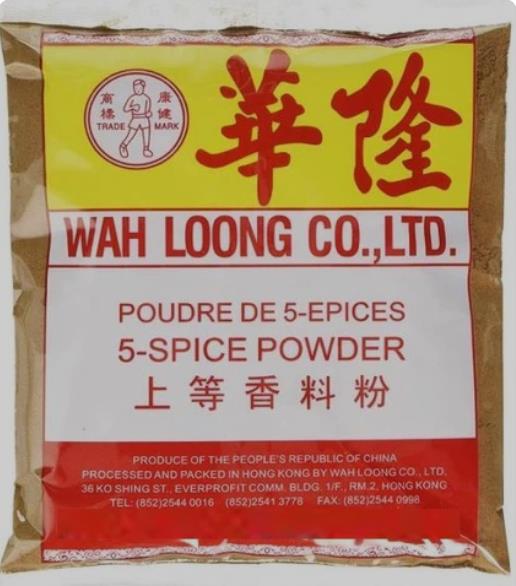 商 康
標 健
TRADE MARK
華隆
WAH LOONG CO.,LTD.
POUDRE DE 5-EPICES
5-SPICE POWDER
上等香料粉
PRODUCE OF THE PEOPLE'S REPUBLIC OF CHINA
PROCESSED AND PACKED IN HONG KONG BY WAH LOONG CO., LTD.
36 KO SHING ST., EVERPROFIT COMM. BLDG. 1/F., RM.2, HONG KONG
TEL: (852)2544 0016 (852)2541 3778 FAX: (852)2544 0998